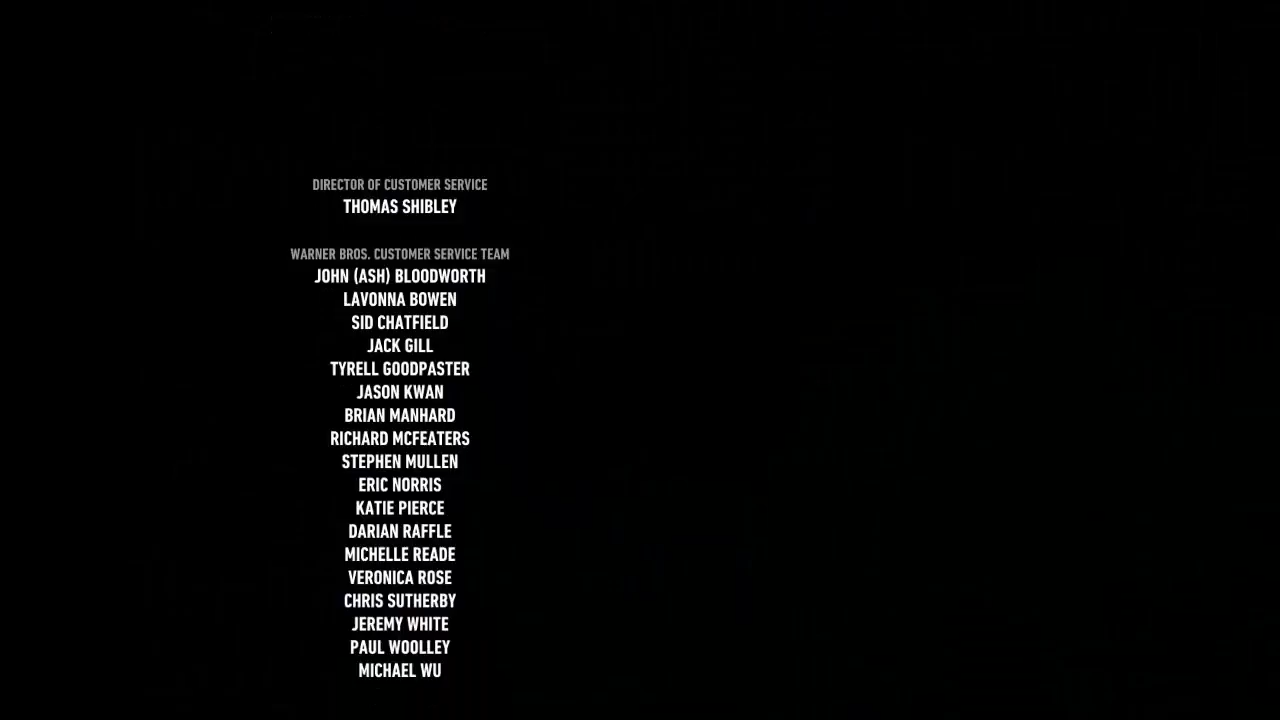 DIRECTOR OF CUSTOMER SERVICE
THOMAS SHIBLEY
WARNER BROS. CUSTOMER SERVICE TEAM
JOHN (ASH) BLOODWORTH
LAVONNA BOWEN
SID CHATFIELD
JACK GILL
TYRELL GOODPASTER
JASON KWAN
BRIAN MANHARD
RICHARD MCFEATERS
STEPHEN MULLEN
ERIC NORRIS
KATIE PIERCE
DARIAN RAFFLE
MICHELLE READE
VERONICA ROSE
CHRIS SUTHERBY
JEREMY WHITE
PAUL WOOLLEY
MICHAEL WU